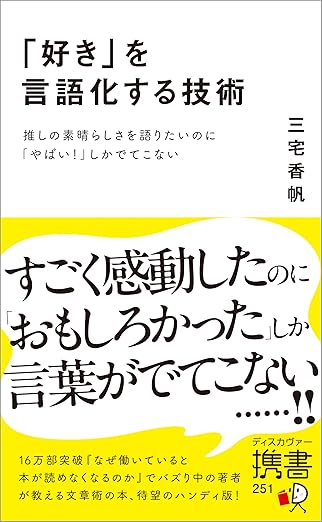 「好き」を
言語化する技術
推しの素晴らしさを語りたいのに
「やばい！」しかでてこない
三宅香帆
すごく感動したのに
「おもしろかった」しか
言葉がでてこない
……!!
16万部突破『なぜ働いていると
本が読めなくなるのか』でバズり中の著者
が教える文章術の本、待望のハンディ版！
ディスカヴァー
携書
251